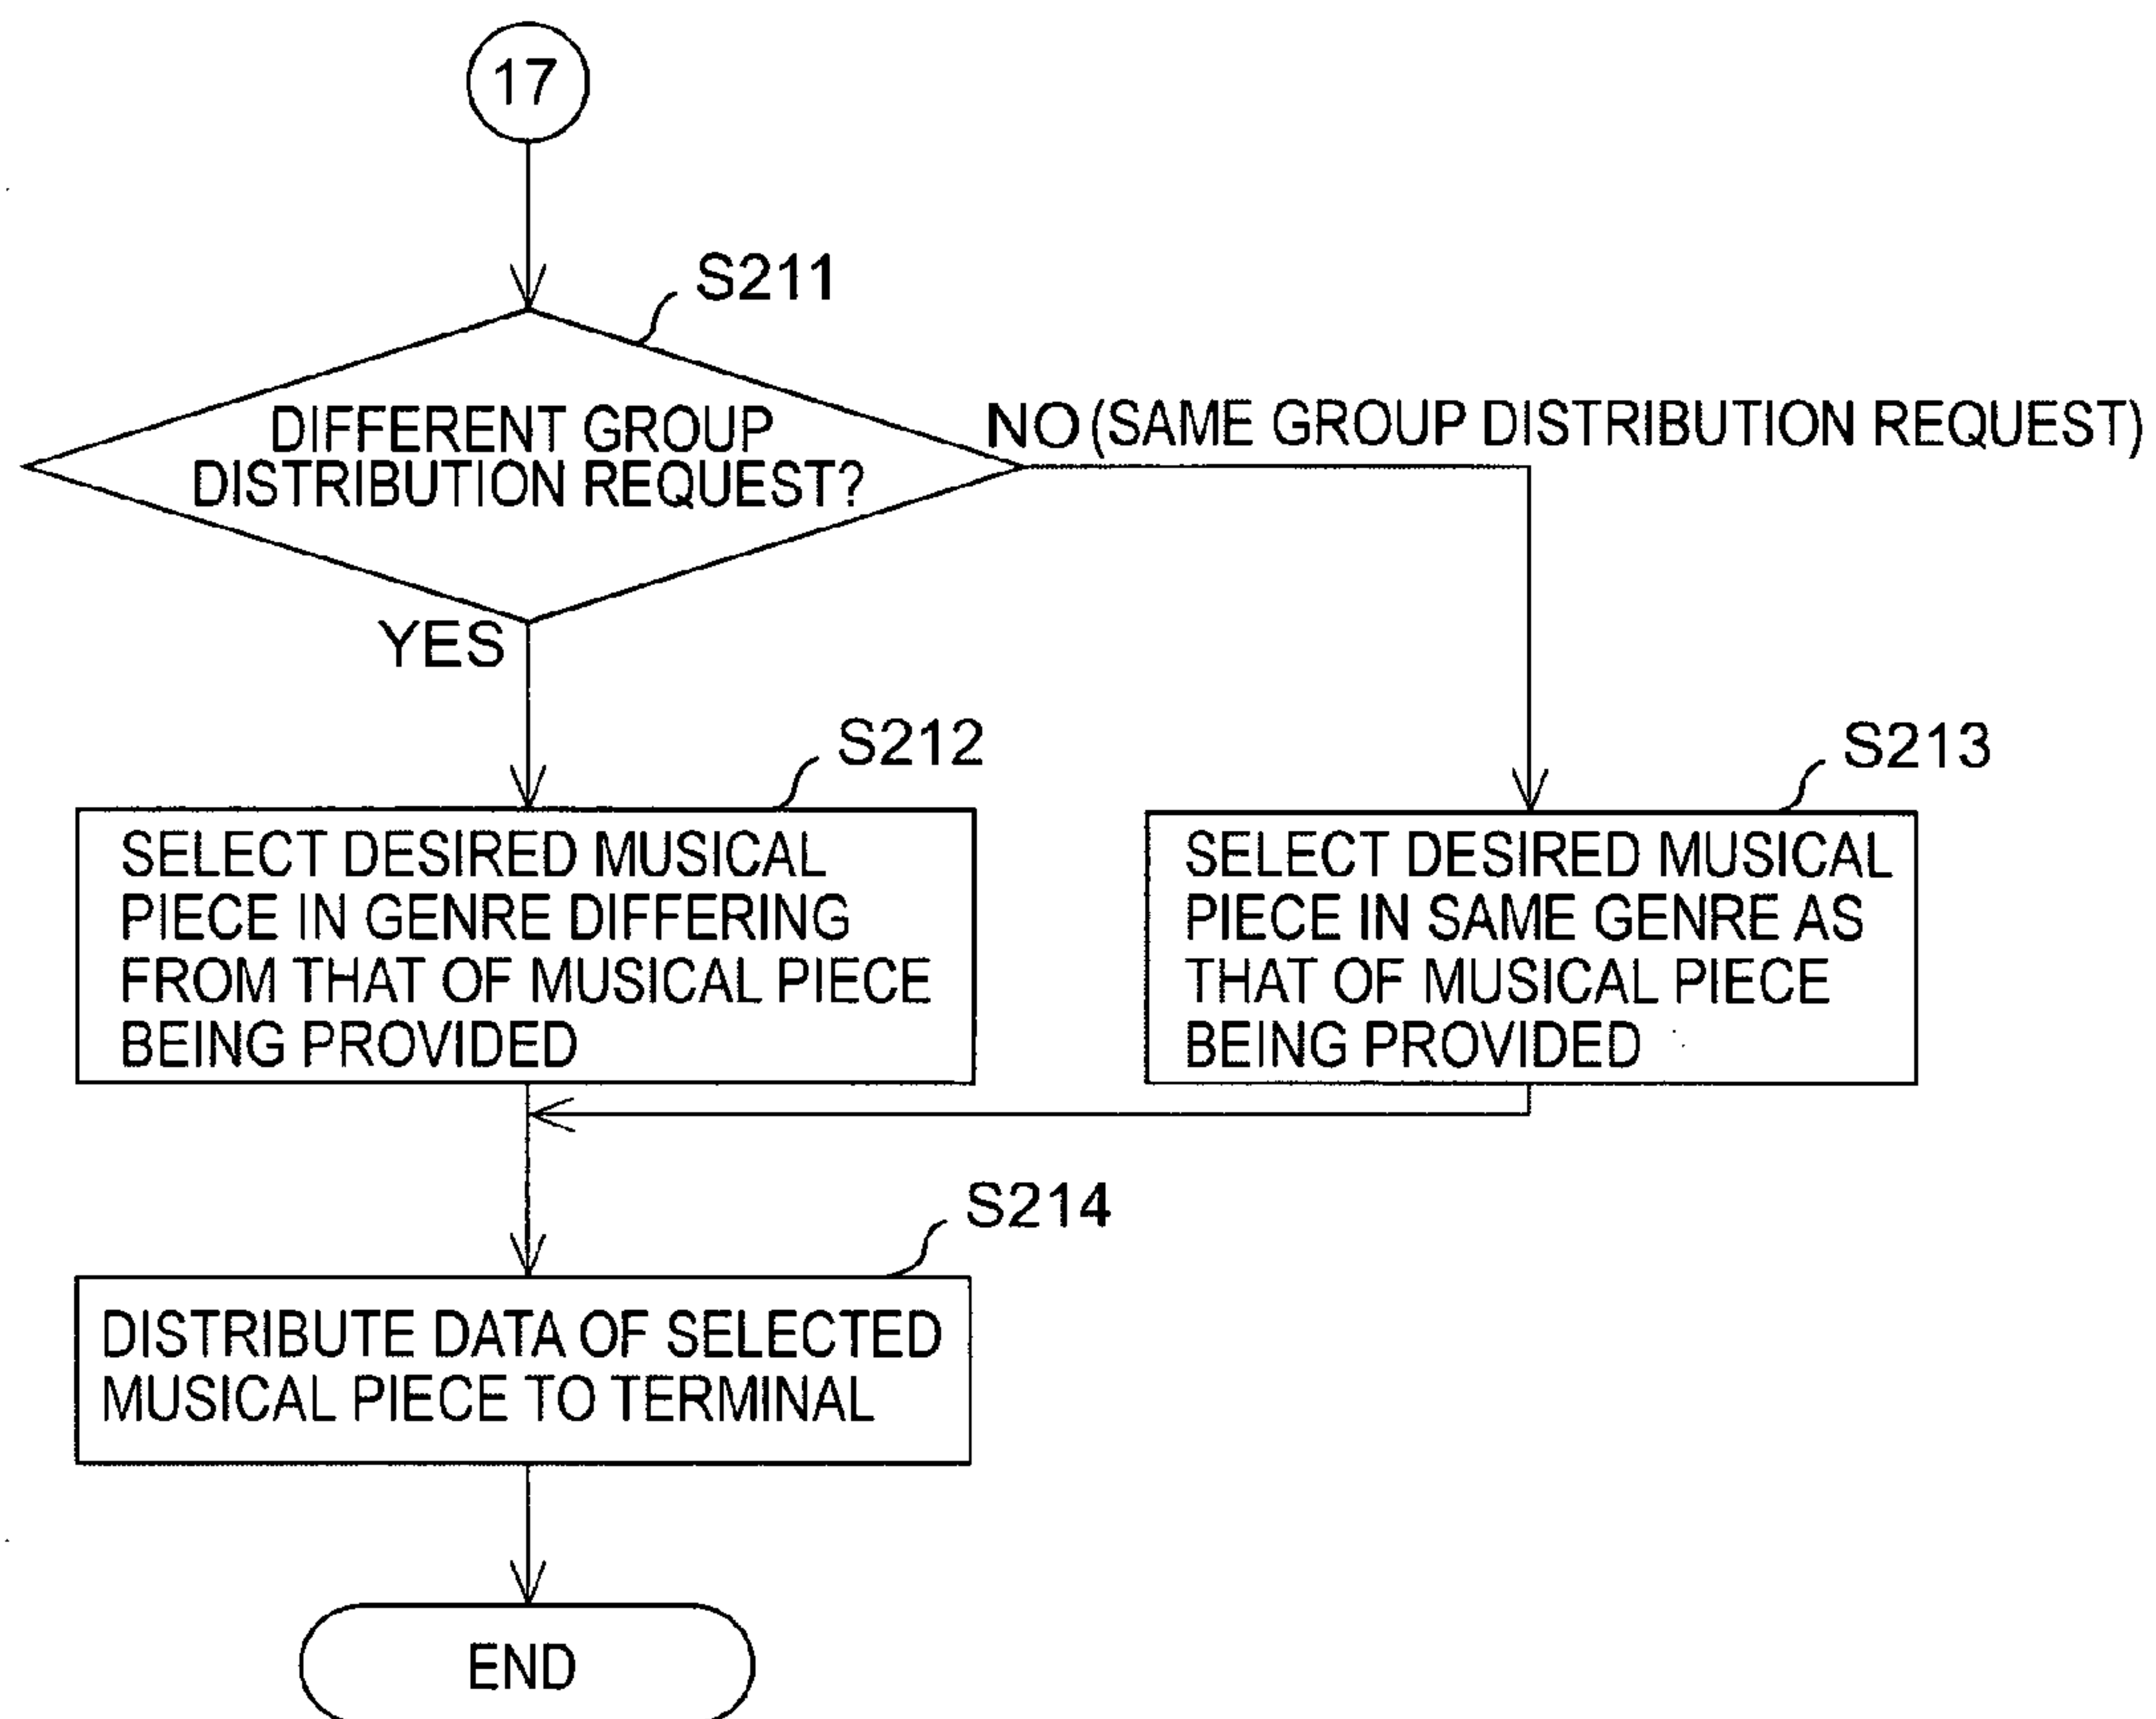 17
S211
DIFFERENT GROUP
DISTRIBUTION REQUEST?
NO (SAME GROUP DISTRIBUTION REQUEST)
YES
S212
SELECT DESIRED MUSICAL
PIECE IN GENRE DIFFERING
FROM THAT OF MUSICAL PIECE
BEING PROVIDED
S213
SELECT DESIRED MUSICAL
PIECE IN SAME GENRE AS
THAT OF MUSICAL PIECE
BEING PROVIDED
S214
DISTRIBUTE DATA OF SELECTED
MUSICAL PIECE TO TERMINAL
END